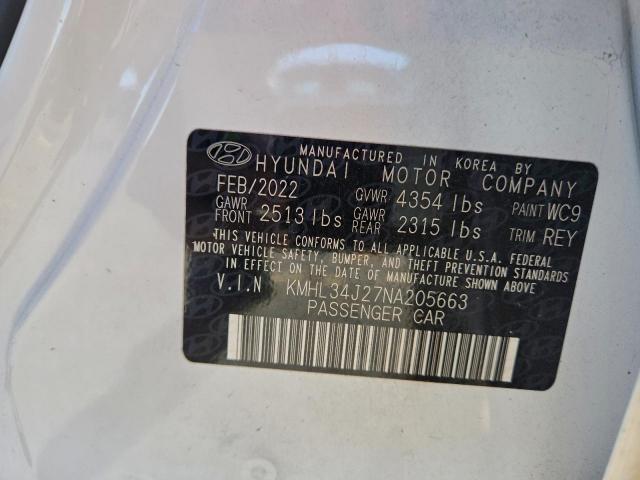 MANUFACTURED IN KOREA BY
HYUNDAI MOTOR COMPANY
FEB/2022 GVWR 4354 lbs PAINT WC9
GAWR FRONT 2513 lbs GAWR REAR 2315 lbs TRIM REY
THIS VEHICLE CONFORMS TO ALL APPLICABLE U.S.A. FEDERAL
MOTOR VEHICLE SAFETY, BUMPER, AND THEFT PREVENTION STANDARDS
IN EFFECT ON THE DATE OF MANUFACTURE SHOWN ABOVE
V.I.N KMHL34J27NA205663
PASSENGER CAR